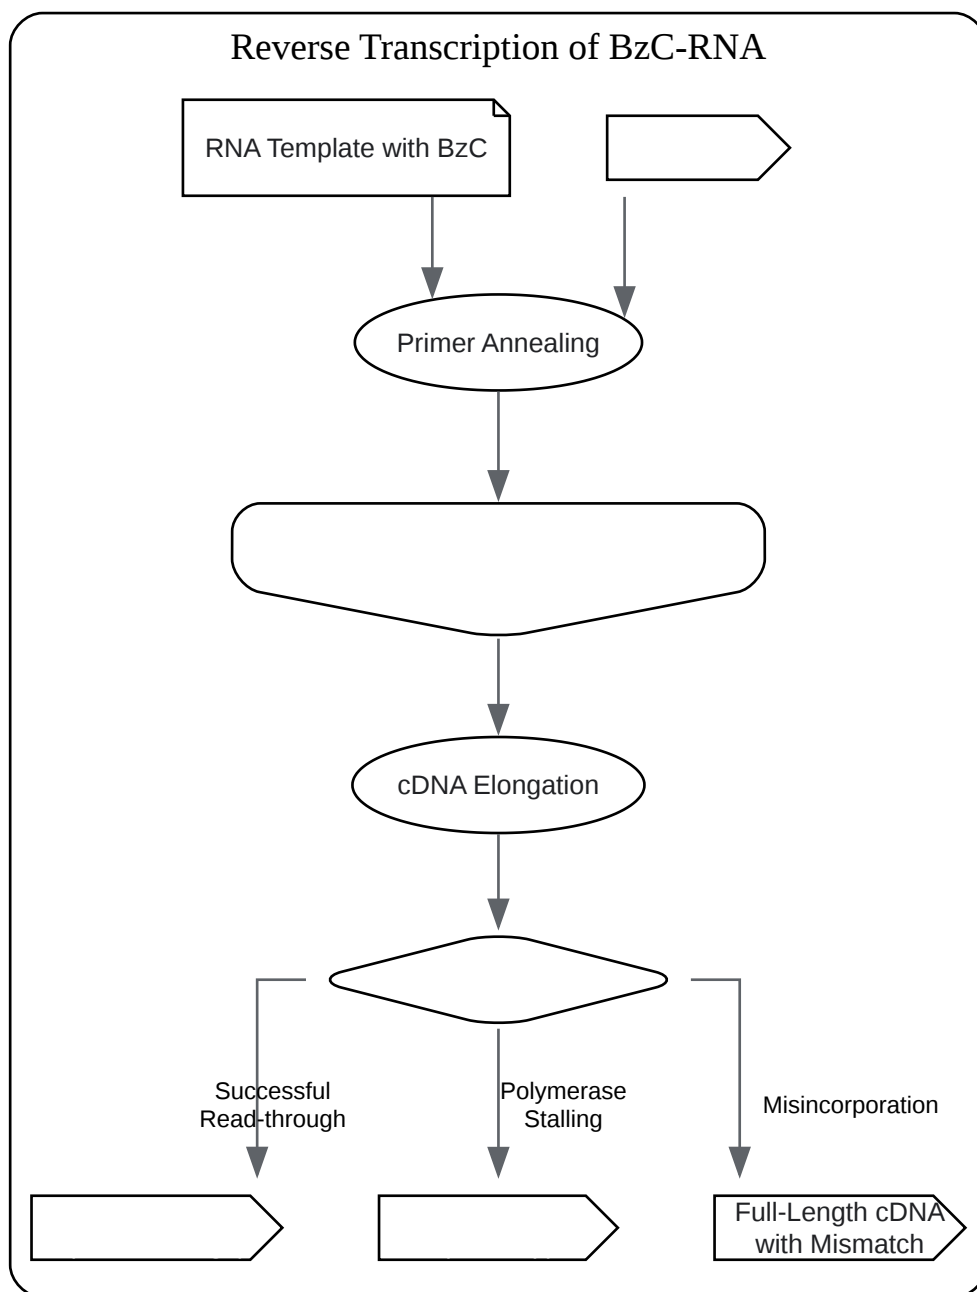 Reverse Transcription of BzC-RNA
RNA Template with BzC
Primer Annealing
cDNA Elongation
Successful
Read-through
Polymerase
Stalling
Misincorporation
Full-Length cDNA
with Mismatch